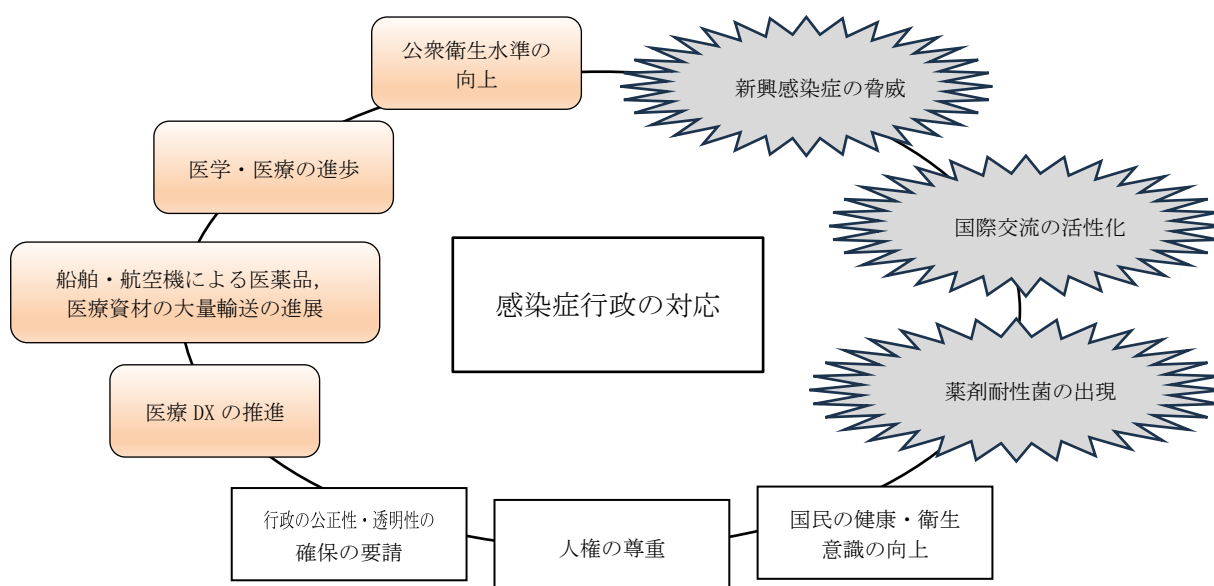 公衆衛生水準の
向上
新興感染症の脅威
医学・医療の進歩
国際交流の活性化
船舶・航空機による医薬品，
医療資材の大量輸送の進展
感染症行政の対応
薬剤耐性菌の出現
医療 DX の推進
行政の公正性・透明性の
確保の要請
人権の尊重
国民の健康・衛生
意識の向上